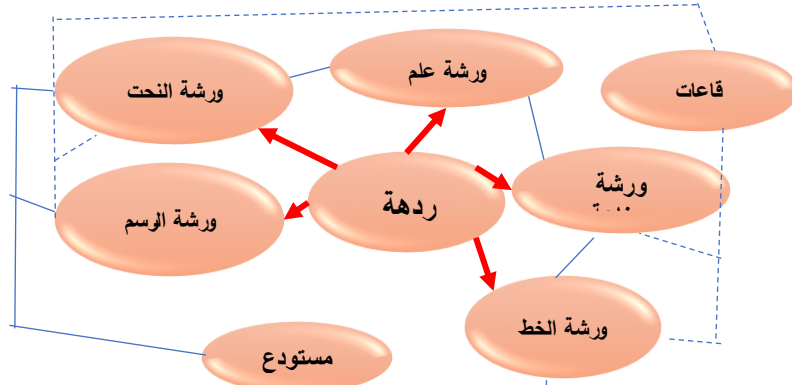 ورشة علم
ورشة النحت
قاعات
ورشة
ردهة
ورشة الرسم
ورشة الخط
مستودع